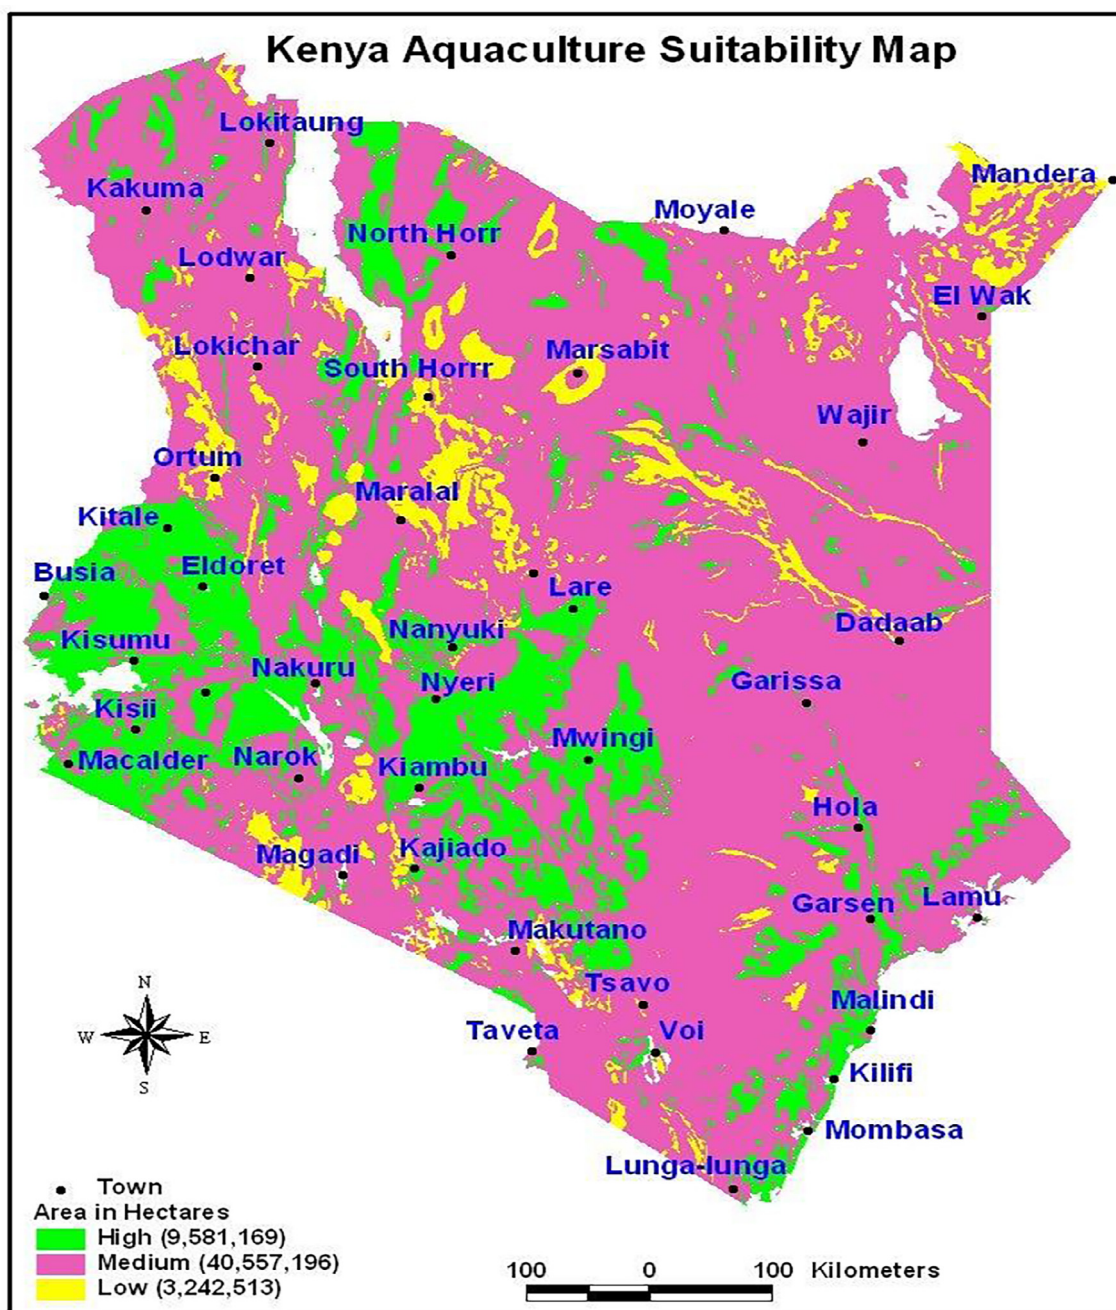 Kenya Aquaculture Suitability Map
Lokitaung
Mandera
Kakuma
Moyale
North Horr
Lodwar
El Wak
Lokichar
Marsabit
South Horrr
Wajir
Ortum
Maralal
Kitale
Eldoret
Busia
Lare
Dadaab
Nanyuki
Kisumu
Nakuru
Nyeri
Garissa
Kisii
Mwingi
Macalder
Narok
Kiambu
Hola
Magadi
Kajiado
Garsen
Lamu
Makutano
Tsavo
Malindi
Taveta
Voi
Kilifi
Mombasa
Lunga-lunga
N
W E
S
Town
Area in Hectares
High (9,581,169)
Medium (40,557,196)
Low (3,242,513)
100 0 100 Kilometers